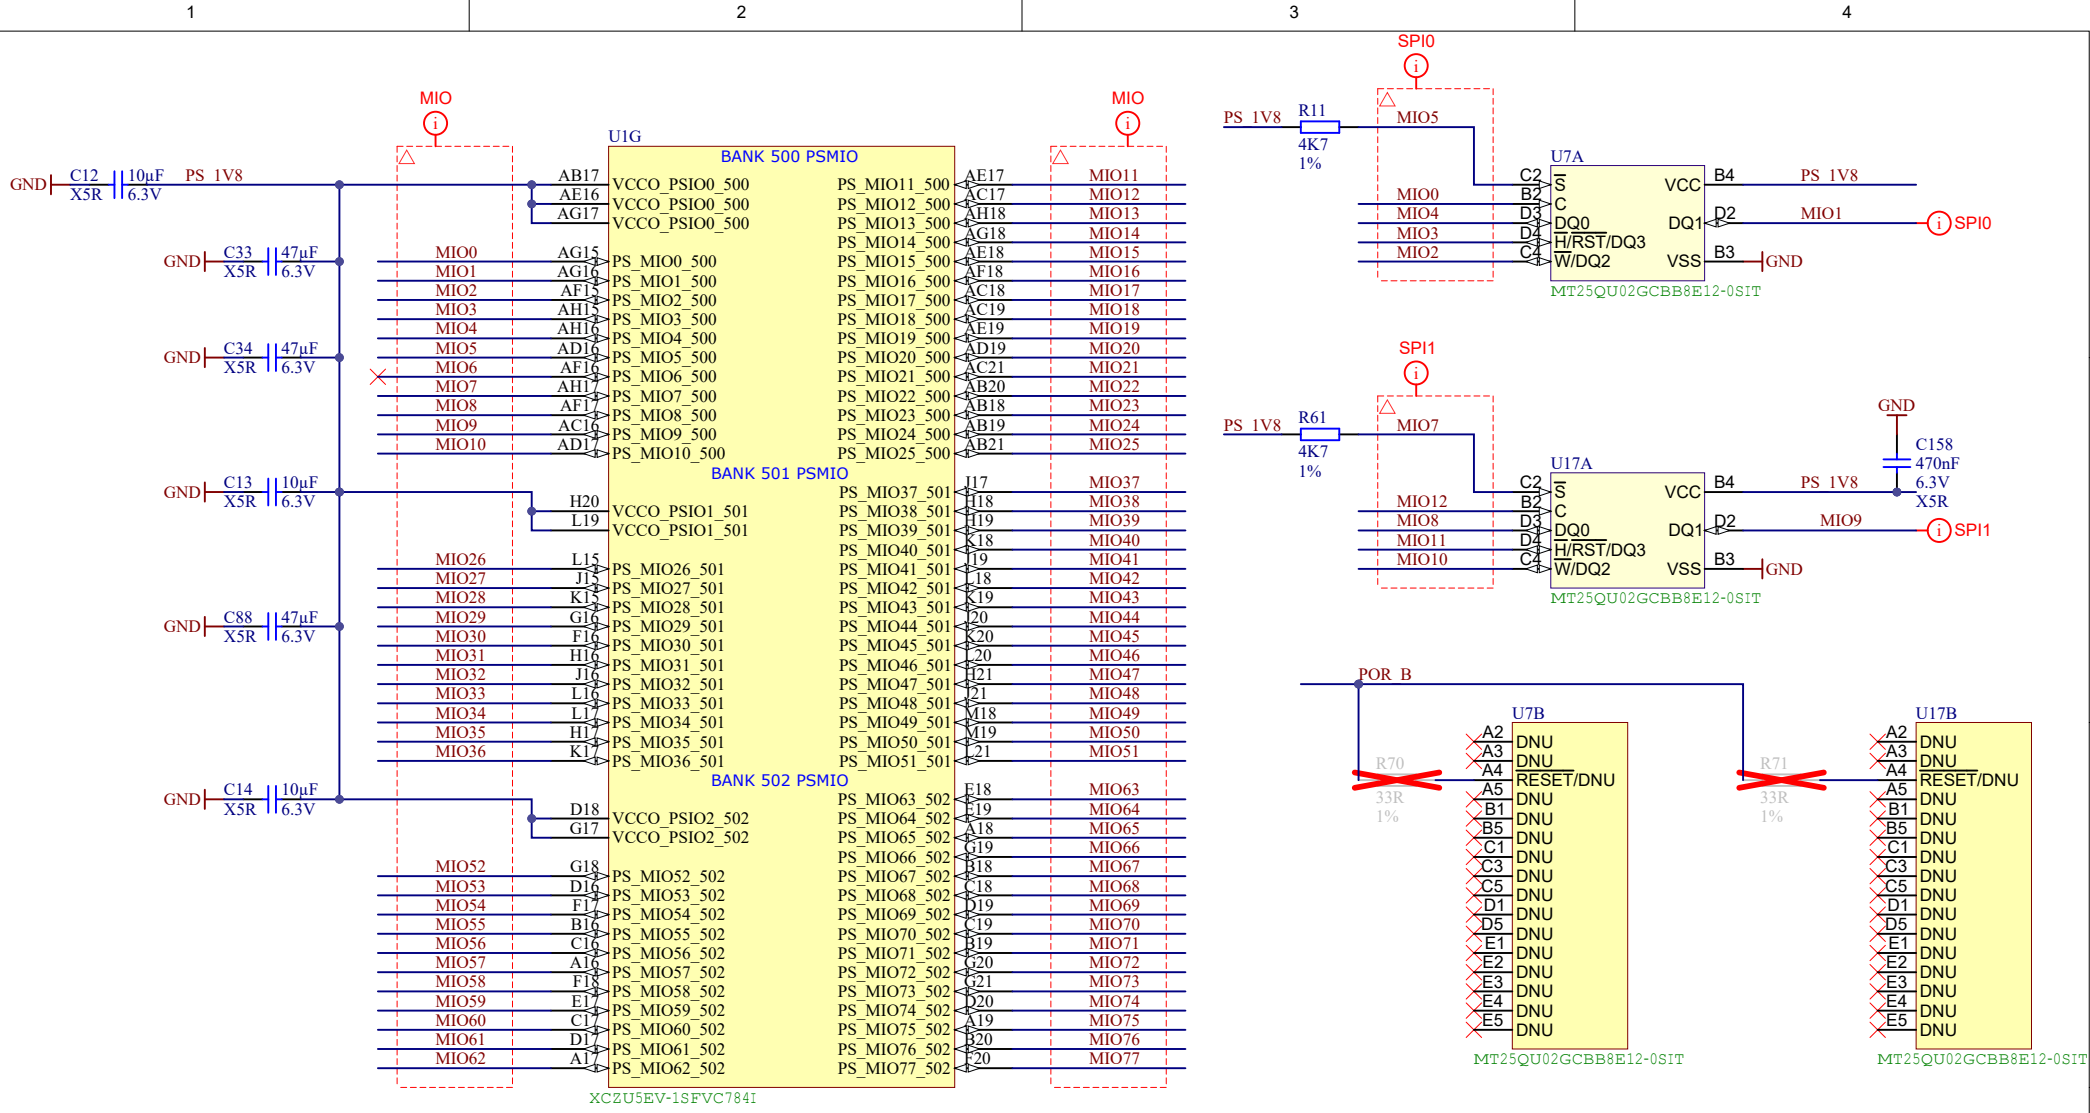 1 2 3 4
MIO
MIO
SPI0
U1G
BANK 500 PSMIO
GND C12 10µF PS_1V8
X5R 6.3V
AB17 VCCO_PSIO0_500
AE16 VCCO_PSIO0_500
AG17 VCCO_PSIO0_500
GND C33 47µF
X5R 6.3V
MIO0 AG15 PS_MIO0_500
MIO1 AG16 PS_MIO1_500
MIO2 AF15 PS_MIO2_500
MIO3 AH15 PS_MIO3_500
MIO4 AH16 PS_MIO4_500
MIO5 AD16 PS_MIO5_500
MIO6 AF16 PS_MIO6_500
MIO7 AH17 PS_MIO7_500
MIO8 AF17 PS_MIO8_500
MIO9 AC16 PS_MIO9_500
MIO10 AD17 PS_MIO10_500
GND C34 47µF
X5R 6.3V
PS_MIO11_500 AE17 MIO11
PS_MIO12_500 AC17 MIO12
PS_MIO13_500 AH18 MIO13
PS_MIO14_500 AG18 MIO14
PS_MIO15_500 AE18 MIO15
PS_MIO16_500 AF18 MIO16
PS_MIO17_500 AC18 MIO17
PS_MIO18_500 AC19 MIO18
PS_MIO19_500 AE19 MIO19
PS_MIO20_500 AD19 MIO20
PS_MIO21_500 AC21 MIO21
PS_MIO22_500 AB20 MIO22
PS_MIO23_500 AB18 MIO23
PS_MIO24_500 AB19 MIO24
PS_MIO25_500 AB21 MIO25
BANK 501 PSMIO
GND C13 10µF
X5R 6.3V
H20 VCCO_PSIO1_501
L19 VCCO_PSIO1_501
GND C88 47µF
X5R 6.3V
MIO26 L15 PS_MIO26_501
MIO27 J15 PS_MIO27_501
MIO28 K15 PS_MIO28_501
MIO29 G16 PS_MIO29_501
MIO30 F16 PS_MIO30_501
MIO31 H16 PS_MIO31_501
MIO32 J16 PS_MIO32_501
MIO33 L16 PS_MIO33_501
MIO34 L17 PS_MIO34_501
MIO35 H17 PS_MIO35_501
MIO36 K17 PS_MIO36_501
PS_MIO37_501 J17 MIO37
PS_MIO38_501 H18 MIO38
PS_MIO39_501 H19 MIO39
PS_MIO40_501 K18 MIO40
PS_MIO41_501 J19 MIO41
PS_MIO42_501 L18 MIO42
PS_MIO43_501 K19 MIO43
PS_MIO44_501 J20 MIO44
PS_MIO45_501 K20 MIO45
PS_MIO46_501 L20 MIO46
PS_MIO47_501 H21 MIO47
PS_MIO48_501 J21 MIO48
PS_MIO49_501 M18 MIO49
PS_MIO50_501 M19 MIO50
PS_MIO51_501 L21 MIO51
BANK 502 PSMIO
GND C14 10µF
X5R 6.3V
D18 VCCO_PSIO2_502
G17 VCCO_PSIO2_502
MIO52 G18 PS_MIO52_502
MIO53 D16 PS_MIO53_502
MIO54 F17 PS_MIO54_502
MIO55 B16 PS_MIO55_502
MIO56 C16 PS_MIO56_502
MIO57 A16 PS_MIO57_502
MIO58 F18 PS_MIO58_502
MIO59 E17 PS_MIO59_502
MIO60 C17 PS_MIO60_502
MIO61 D17 PS_MIO61_502
MIO62 A17 PS_MIO62_502
PS_MIO63_502 E18 MIO63
PS_MIO64_502 E19 MIO64
PS_MIO65_502 A18 MIO65
PS_MIO66_502 G19 MIO66
PS_MIO67_502 B18 MIO67
PS_MIO68_502 C18 MIO68
PS_MIO69_502 D19 MIO69
PS_MIO70_502 C19 MIO70
PS_MIO71_502 B19 MIO71
PS_MIO72_502 G20 MIO72
PS_MIO73_502 G21 MIO73
PS_MIO74_502 D20 MIO74
PS_MIO75_502 A19 MIO75
PS_MIO76_502 B20 MIO76
PS_MIO77_502 F20 MIO77
XCZU5EV-1SFVC784I
PS_1V8 R11 MIO5
4K7
1%
U7A
C2 S VCC B4 PS_1V8
MIO0 B2 C
MIO4 D3 DQ0 DQ1 D2 MIO1 SPI0
MIO3 D4 H/RST/DQ3
MIO2 C4 W/DQ2 VSS B3 GND
MT25QU02GCBB8E12-0SIT
SPI1
PS_1V8 R61 MIO7
4K7
1%
GND
C158
470nF
6.3V
X5R
U17A
C2 S VCC B4 PS_1V8
MIO12 B2 C
MIO8 D3 DQ0 DQ1 D2 MIO9 SPI1
MIO11 D4 H/RST/DQ3
MIO10 C4 W/DQ2 VSS B3 GND
MT25QU02GCBB8E12-0SIT
POR_B
U7B
A2 DNU
A3 DNU
R70 A4 RESET/DNU
33R A5 DNU
1% B1 DNU
B5 DNU
C1 DNU
C3 DNU
C5 DNU
D1 DNU
D5 DNU
E1 DNU
E2 DNU
E3 DNU
E4 DNU
E5 DNU
MT25QU02GCBB8E12-0SIT
U17B
A2 DNU
A3 DNU
R71 A4 RESET/DNU
33R A5 DNU
1% B1 DNU
B5 DNU
C1 DNU
C3 DNU
C5 DNU
D1 DNU
D5 DNU
E1 DNU
E2 DNU
E3 DNU
E4 DNU
E5 DNU
MT25QU02GCBB8E12-0SIT